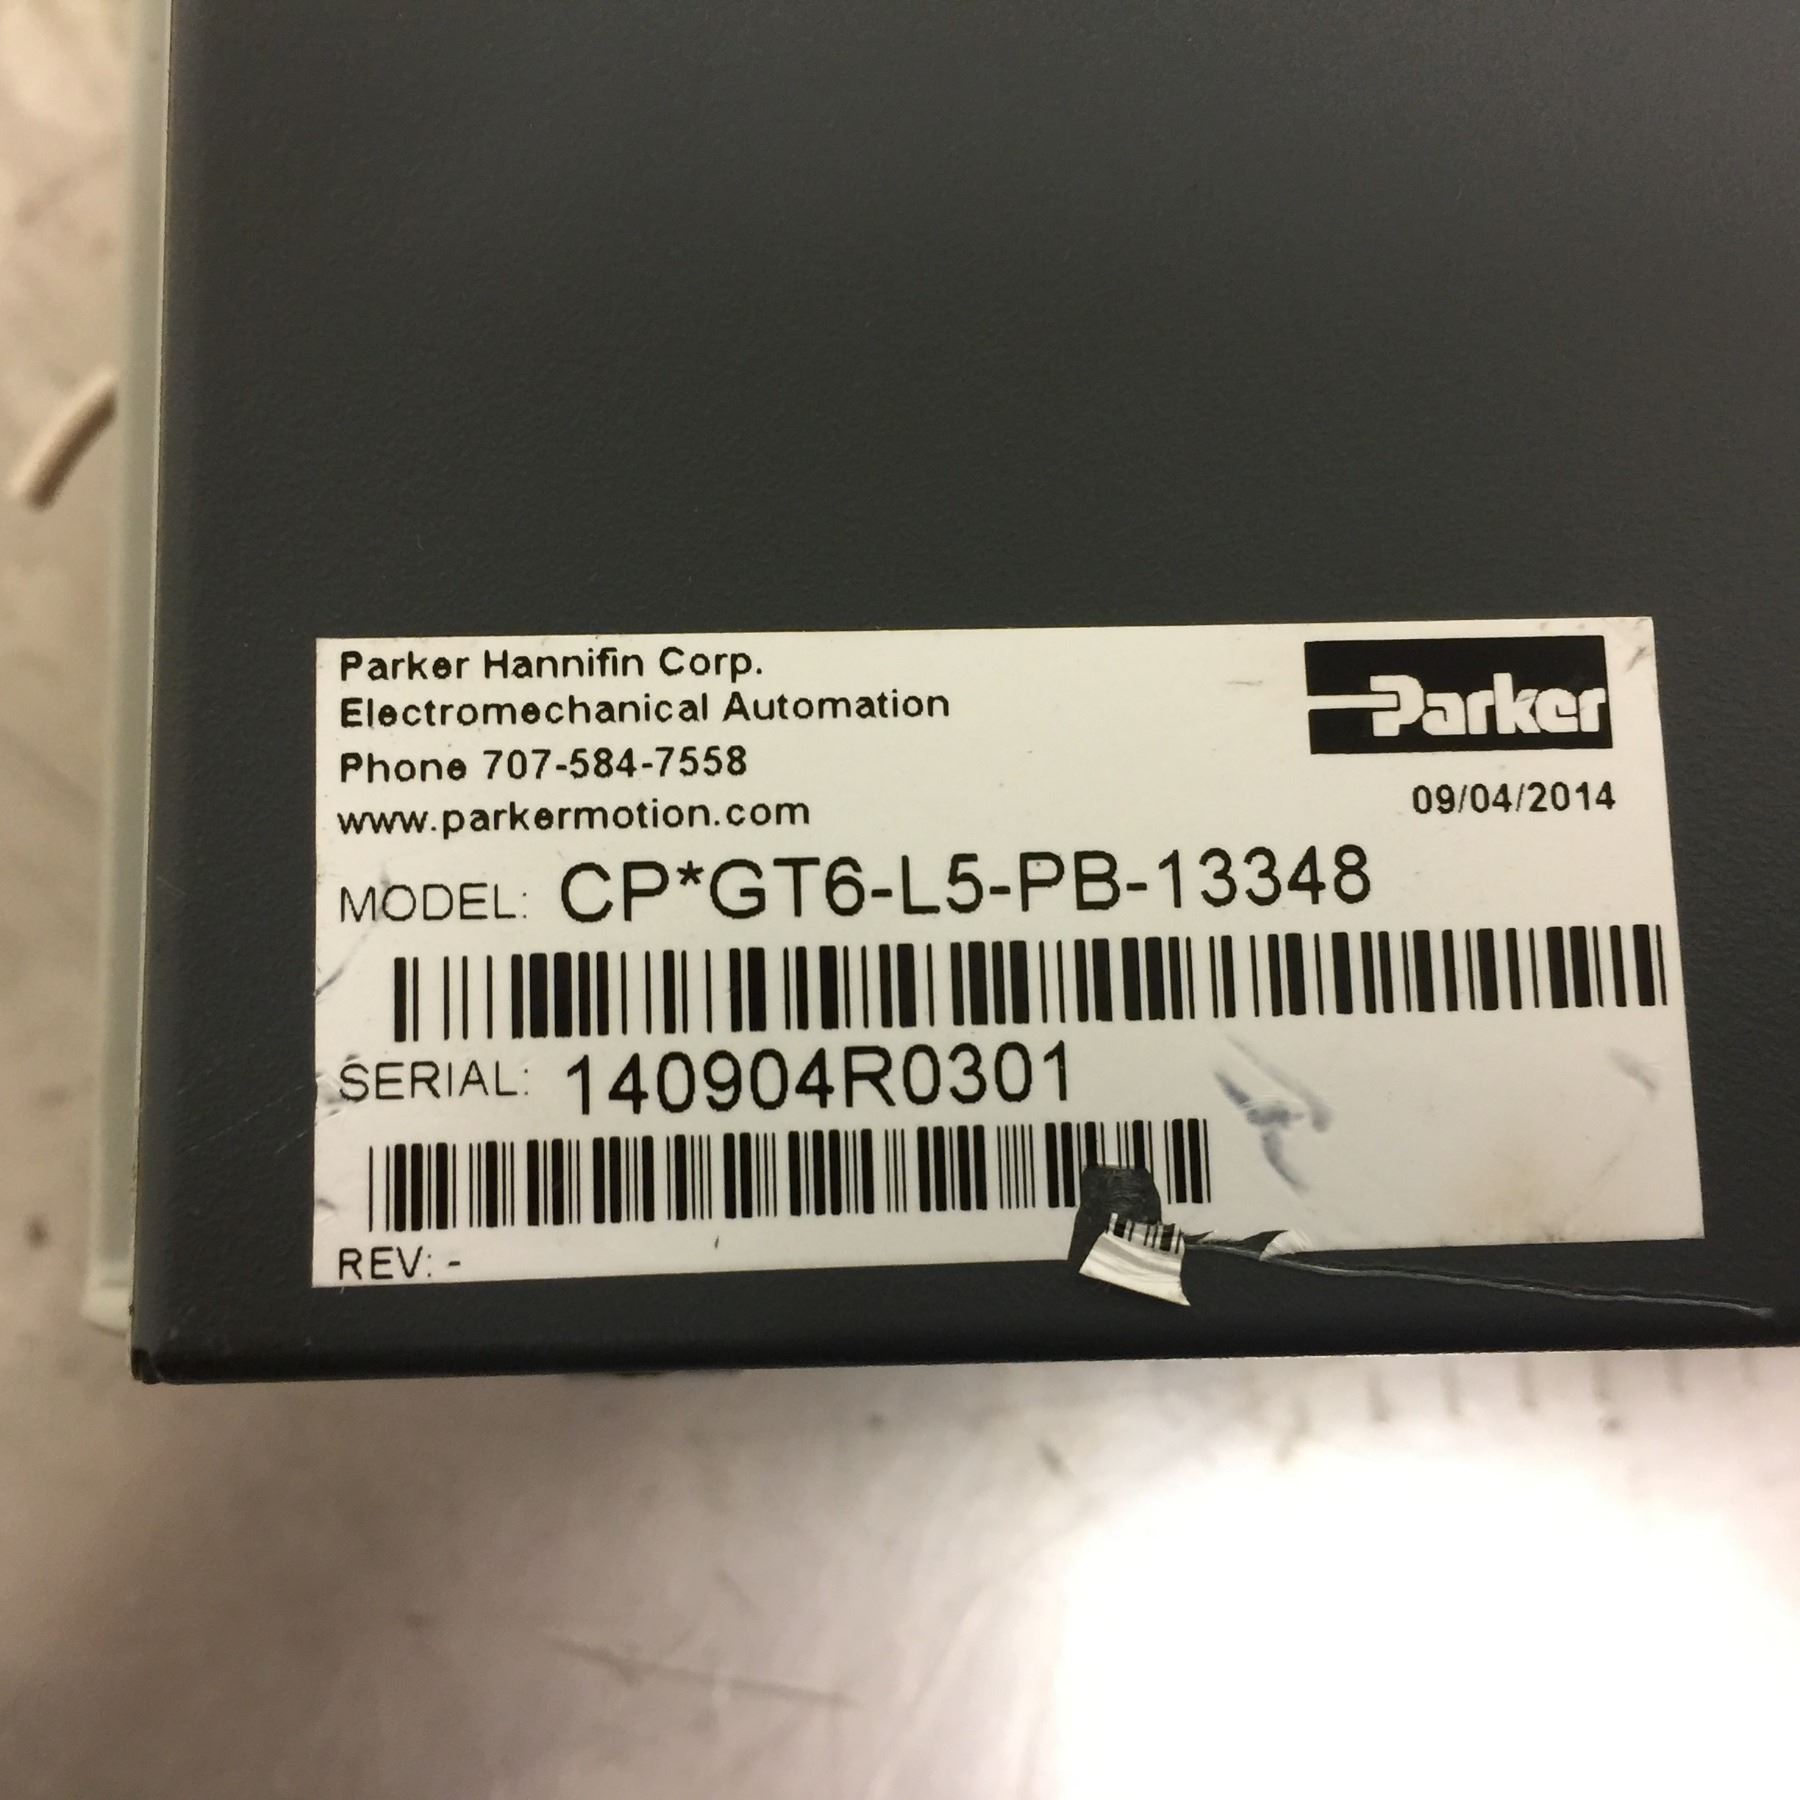 Parker Hannifin Corp.
Electromechanical Automation
Phone 707-584-7558
www.parkermotion.com
Parker
09/04/2014
MODEL: CP*GT6-L5-PB-13348
SERIAL: 140904R0301
REV: -